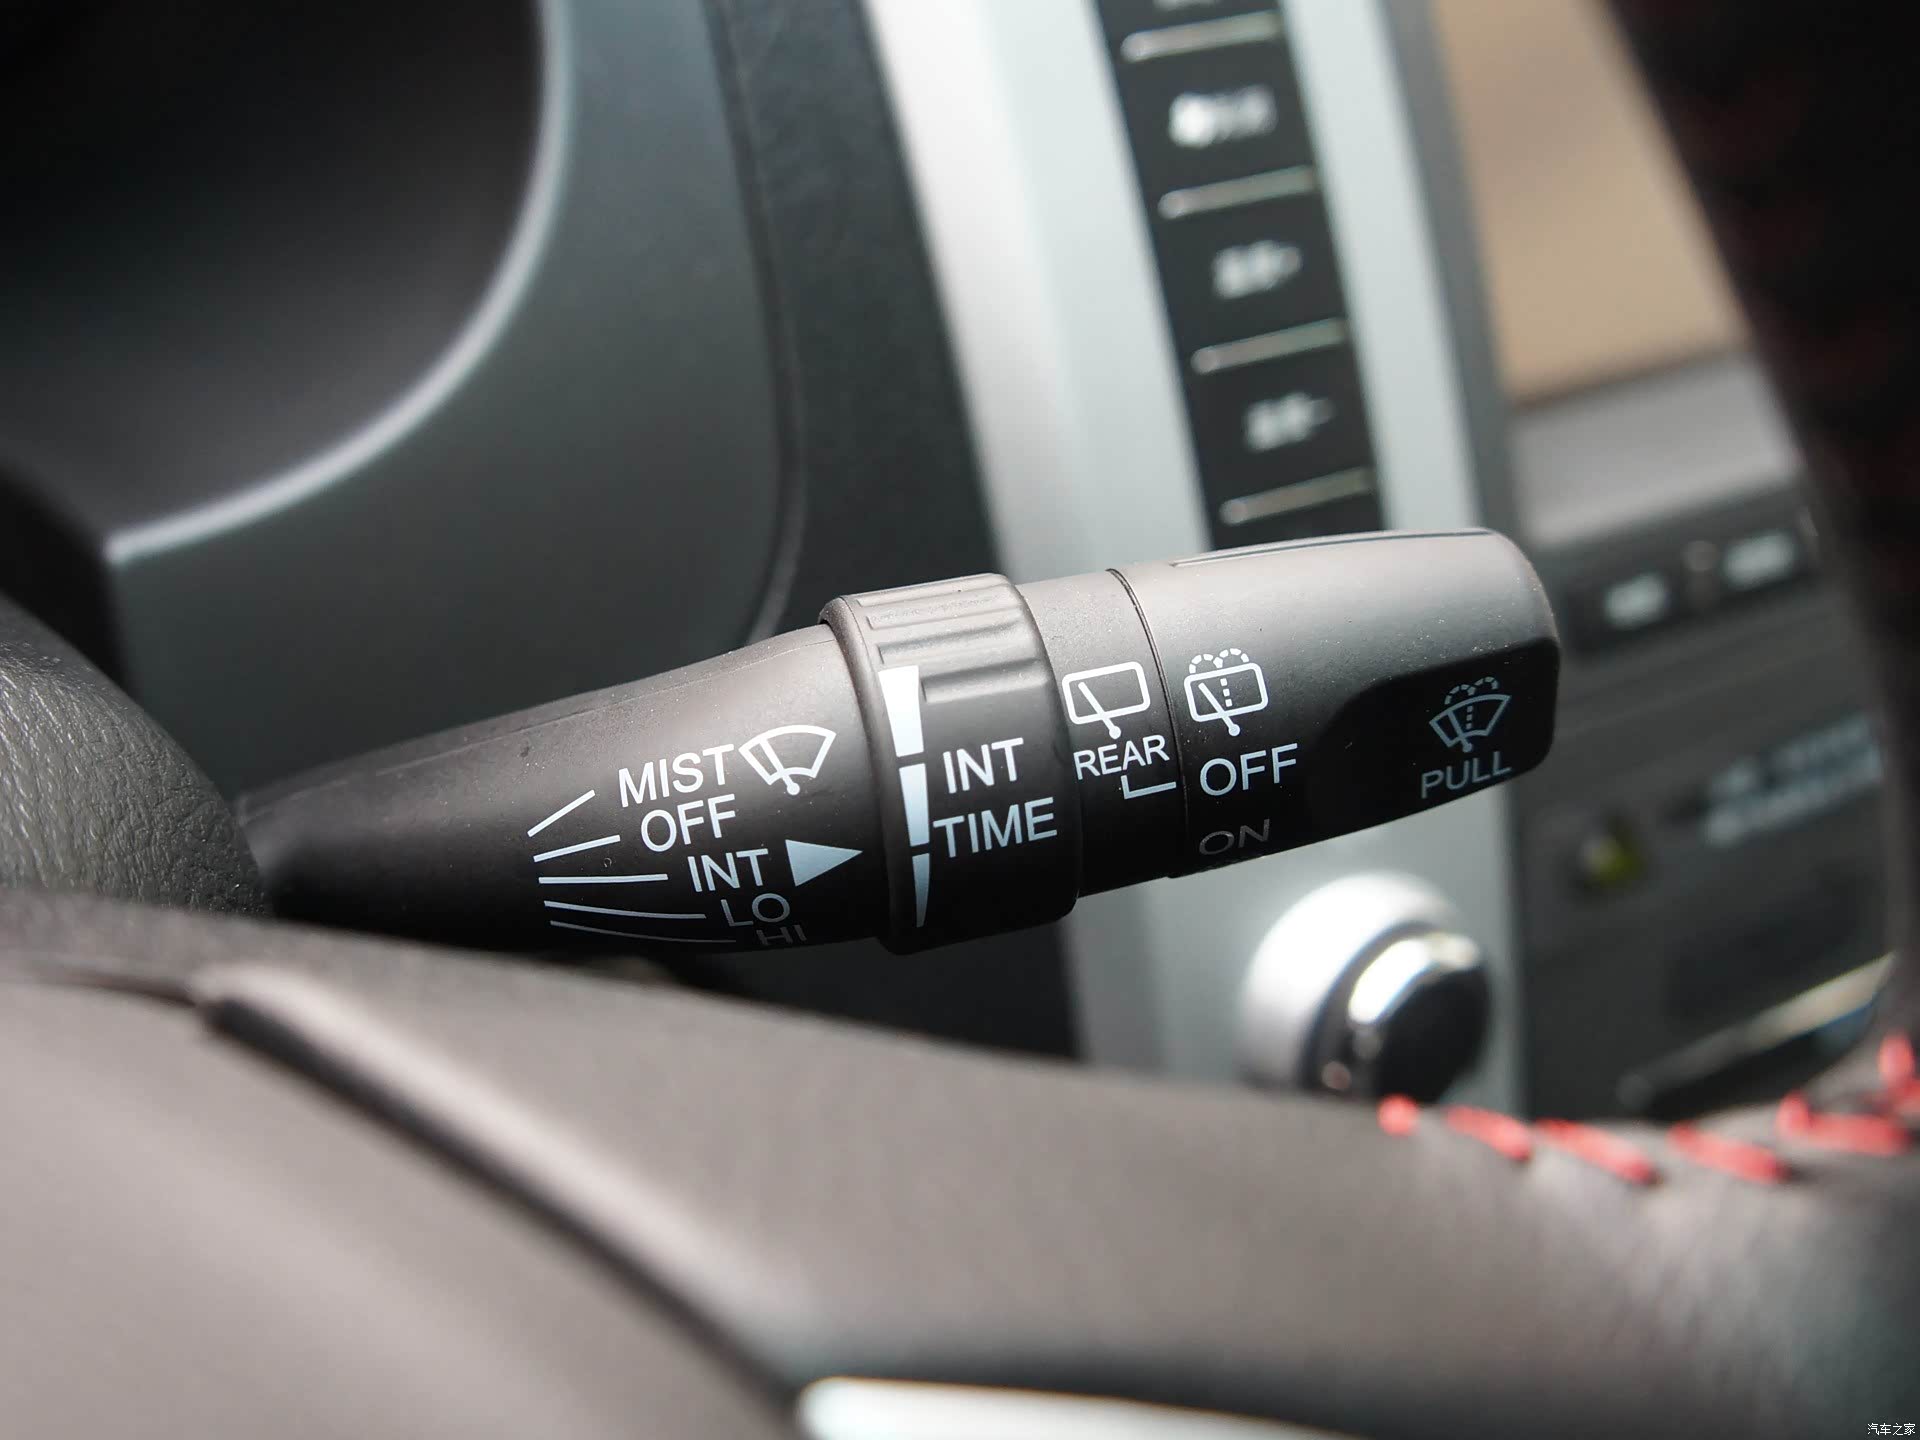 MIST
OFF
INT
LO
HI
INT
TIME
REAR
OFF
ON
PULL
汽车之家